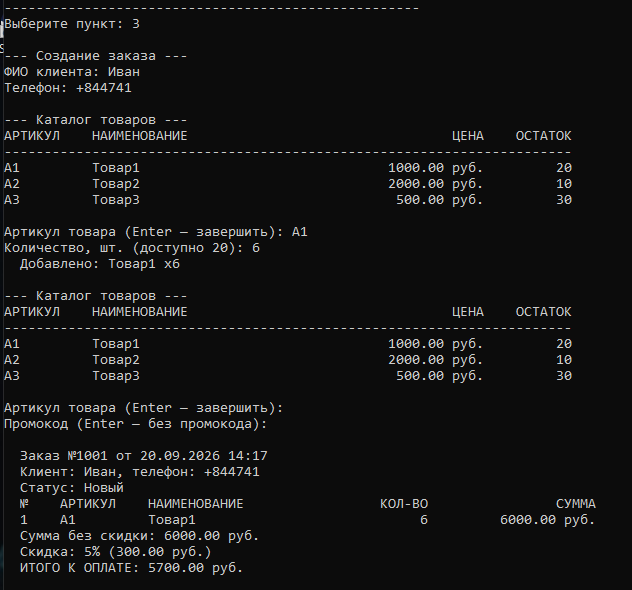 ----------------------------------------------------
Выберите пункт: 3
--- Создание заказа ---
ФИО клиента: Иван
Телефон: +844741
--- Каталог товаров ---
АРТИКУЛ    НАИМЕНОВАНИЕ                                 ЦЕНА    ОСТАТОК
-----------------------------------------------------------------------
A1         Товар1                               1000.00 руб.         20
A2         Товар2                               2000.00 руб.         10
A3         Товар3                                500.00 руб.         30
Артикул товара (Enter — завершить): A1
Количество, шт. (доступно 20): 6
  Добавлено: Товар1 x6
--- Каталог товаров ---
АРТИКУЛ    НАИМЕНОВАНИЕ                                 ЦЕНА    ОСТАТОК
-----------------------------------------------------------------------
A1         Товар1                               1000.00 руб.         20
A2         Товар2                               2000.00 руб.         10
A3         Товар3                                500.00 руб.         30
Артикул товара (Enter — завершить):
Промокод (Enter — без промокода):
  Заказ №1001 от 20.09.2026 14:17
  Клиент: Иван, телефон: +844741
  Статус: Новый
  №    АРТИКУЛ    НАИМЕНОВАНИЕ                 КОЛ-ВО                СУММА
  1    A1         Товар1                            6         6000.00 руб.
  Сумма без скидки: 6000.00 руб.
  Скидка: 5% (300.00 руб.)
  ИТОГО К ОПЛАТЕ: 5700.00 руб.